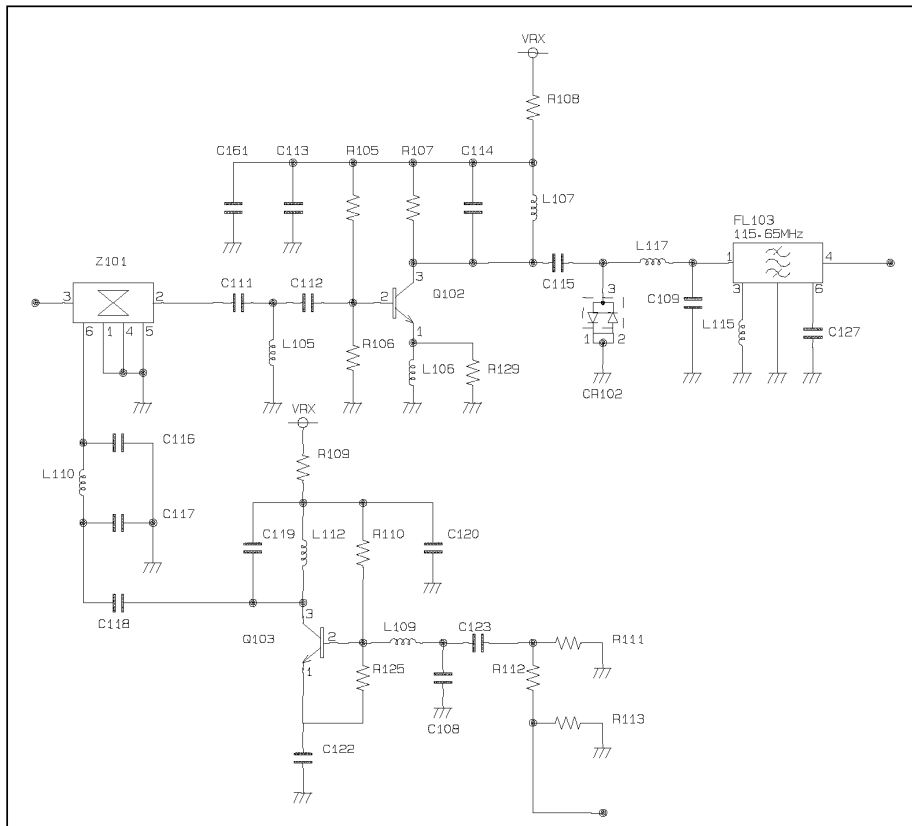 VRX
R108
C161 C113 R105 R107 C114
L107
FL103
115.65MHz
L117
1 4
Z101
C111 C112
3
Q102
C115
3 2
2
3
C109
3 6
6 1 4 5
1
L115
C127
L105
R106
L106
R129
1 2
CR102
VRX
C116
R109
L110
C117
C119 L112 R110 C120
C118
3
L109 C123
Q103
2
R111
1
R125
R112
C108
R113
C122